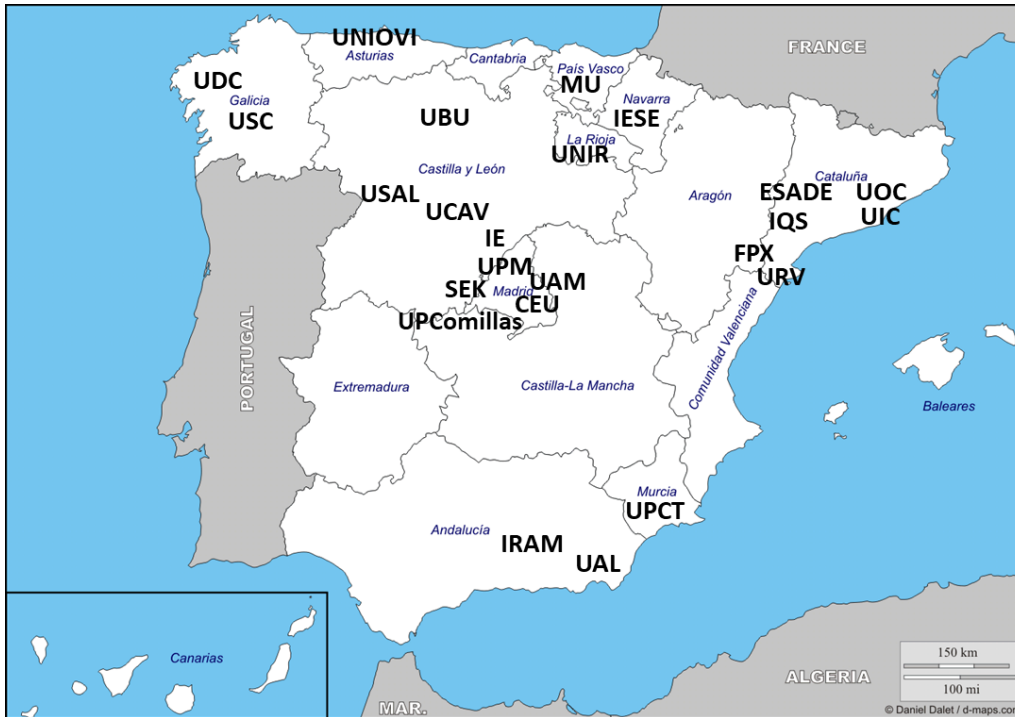 FRANCE
UNIOVI
Asturias
Cantabria
País Vasco
UDC
MU
Galicia
Navarra
USC
UBU
IESE
La Rioja
UNIR
Castilla y León
Cataluña
USAL
Aragón
ESADE
UOC
UCAV
IQS
UIC
IE
FPX
UPM
URV
UAM
SEK
Madrid
CEU
UPComillas
Comunidad Valenciana
PORTUGAL
Extremadura
Castilla-La Mancha
Baleares
Murcia
UPCT
Andalucía
IRAM
UAL
Canarias
150 km
ALGERIA
100 mi
MAR.
© Daniel Dalet / d-maps.com